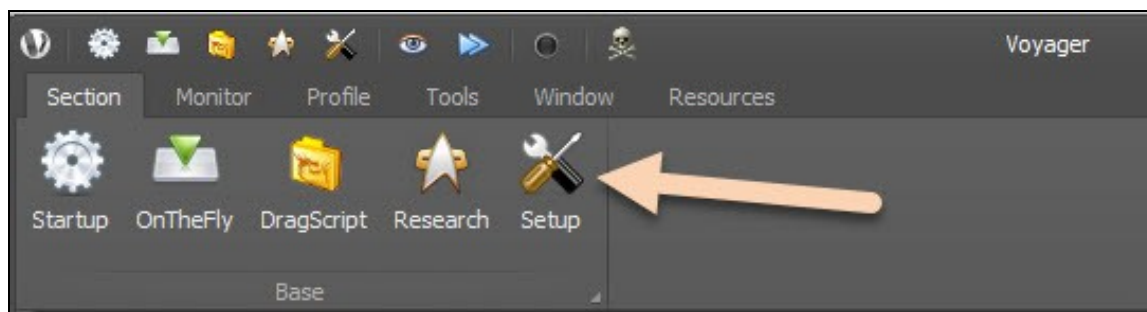 Voyager
Section Monitor Profile Tools Window Resources
Startup OnTheFly DragScript Research Setup
Base